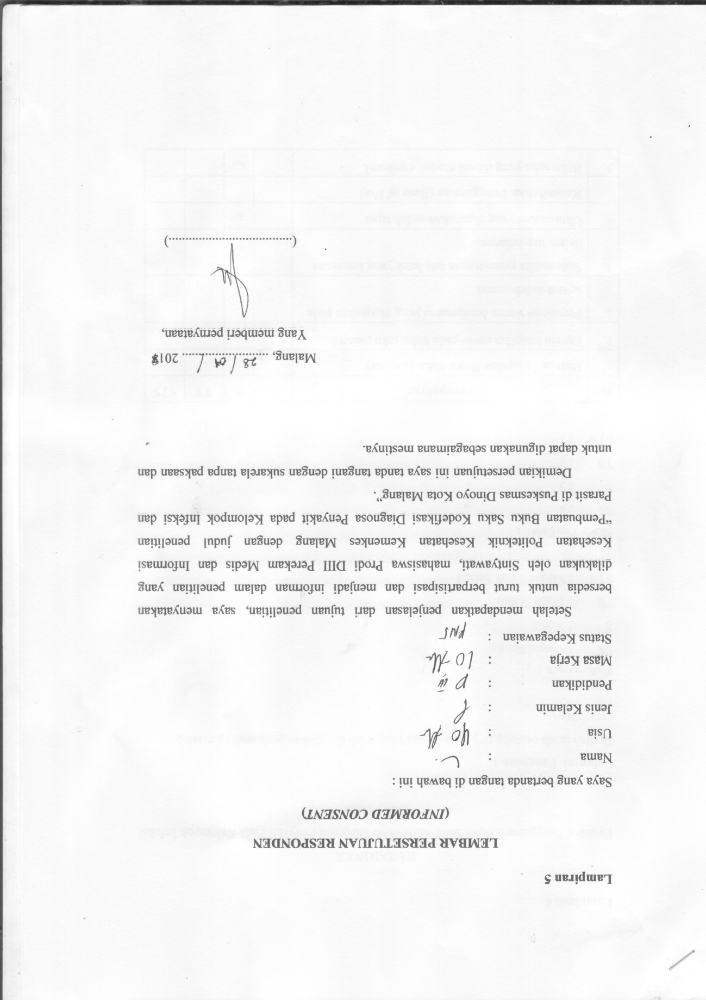 Lampiran 5
LEMBAR PERSETUJUAN RESPONDEN
(INFORMED CONSENT)
Saya yang bertanda tangan di bawah ini :
Nama :
Usia : 40 th
Jenis Kelamin :
Pendidikan : D III
Masa Kerja : 10 th
Status Kepegawaian : PNS
Setelah mendapatkan penjelasan dari tujuan penelitian, saya menyatakan
bersedia untuk turut berpartisipasi dan menjadi informan dalam penelitian yang
dilakukan oleh Sintyawati, mahasiswa Prodi DIII Perekam Medis dan Informasi
Kesehatan Politeknik Kesehatan Kemenkes Malang dengan judul penelitian
“Pembuatan Buku Saku Kodefikasi Diagnosa Penyakit pada Kelompok Infeksi dan
Parasit di Puskesmas Dinoyo Kota Malang”.
Demikian persetujuan ini saya tanda tangani dengan sukarela tanpa paksaan dan
untuk dapat digunakan sebagaimana mestinya.
Malang, 28 / 04 / 2018
Yang memberi pernyataan,
(......................................)